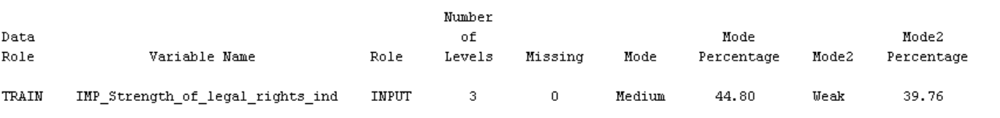 Number
Data of Mode Mode2
Role Variable Name Role Levels Missing Mode Percentage Mode2 Percentage
TRAIN IMP_Strength_of_legal_rights_ind INPUT 3 0 Medium 44.80 Weak 39.76